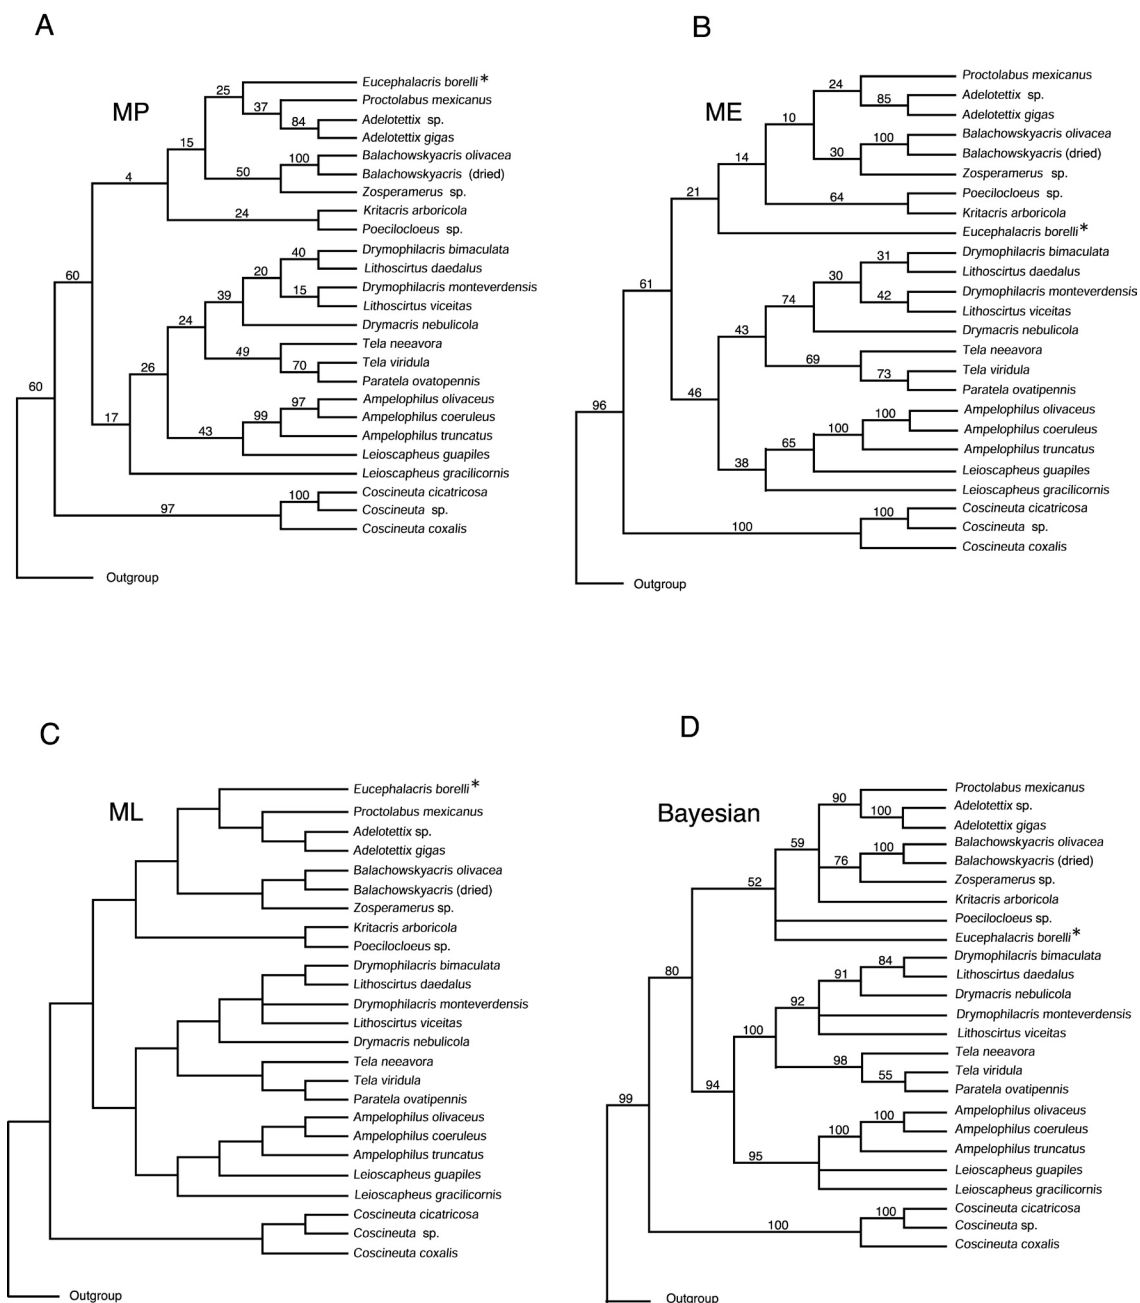 A
MP
25
Eucephalacris borelli*
37
Proctolabus mexicanus
84
Adelotettix sp.
Adelotettix gigas
15
100
Balachowskyacris olivacea
Balachowskyacris (dried)
50
Zosperamerus sp.
4
24
Kritacris arboricola
Poecilocloeus sp.
60
40
Drymophilacris bimaculata
Lithoscirtus daedalus
20
15
Drymophilacris monteverdensis
Lithoscirtus viceitas
39
Drymacris nebulicola
24
49
Tela neeavora
70
Tela viridula
Paratela ovatopennis
26
97
Ampelophilus olivaceus
99
Ampelophilus coeruleus
43
Ampelophilus truncatus
Leioscapheus guapiles
17
Leioscapheus gracilicornis
60
100
Coscineuta cicatricosa
97
Coscineuta sp.
Coscineuta coxalis
Outgroup
B
ME
24
Proctolabus mexicanus
85
Adelotettix sp.
Adelotettix gigas
10
100
Balachowskyacris olivacea
30
Balachowskyacris (dried)
Zosperamerus sp.
14
64
Poecilocloeus sp.
Kritacris arboricola
21
Eucephalacris borelli*
61
31
Drymophilacris bimaculata
Lithoscirtus daedalus
30
42
Drymophilacris monteverdensis
Lithoscirtus viceitas
74
Drymacris nebulicola
43
69
Tela neeavora
73
Tela viridula
Paratela ovatipennis
46
100
Ampelophilus olivaceus
100
Ampelophilus coeruleus
65
Ampelophilus truncatus
38
Leioscapheus guapiles
Leioscapheus gracilicornis
96
100
Coscineuta cicatricosa
100
Coscineuta sp.
Coscineuta coxalis
Outgroup
C
ML
Eucephalacris borelli*
Proctolabus mexicanus
Adelotettix sp.
Adelotettix gigas
Balachowskyacris olivacea
Balachowskyacris (dried)
Zosperamerus sp.
Kritacris arboricola
Poecilocloeus sp.
Drymophilacris bimaculata
Lithoscirtus daedalus
Drymophilacris monteverdensis
Lithoscirtus viceitas
Drymacris nebulicola
Tela neeavora
Tela viridula
Paratela ovatipennis
Ampelophilus olivaceus
Ampelophilus coeruleus
Ampelophilus truncatus
Leioscapheus guapiles
Leioscapheus gracilicornis
Coscineuta cicatricosa
Coscineuta sp.
Coscineuta coxalis
Outgroup
D
Bayesian
90
Proctolabus mexicanus
100
Adelotettix sp.
Adelotettix gigas
59
100
Balachowskyacris olivacea
76
Balachowskyacris (dried)
Zosperamerus sp.
52
Kritacris arboricola
Poecilocloeus sp.
Eucephalacris borelli*
80
84
Drymophilacris bimaculata
91
Lithoscirtus daedalus
Drymacris nebulicola
92
Drymophilacris monteverdensis
Lithoscirtus viceitas
100
98
Tela neeavora
55
Tela viridula
Paratela ovatipennis
94
100
Ampelophilus olivaceus
100
Ampelophilus coeruleus
Ampelophilus truncatus
95
Leioscapheus guapiles
Leioscapheus gracilicornis
99
100
Coscineuta cicatricosa
100
Coscineuta sp.
Coscineuta coxalis
Outgroup